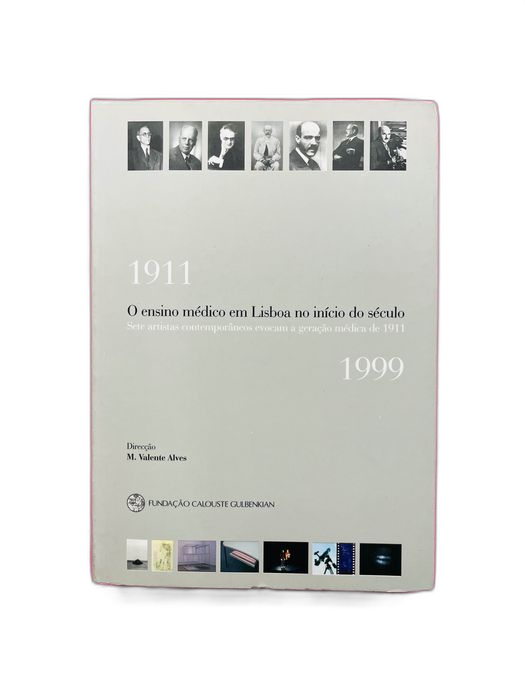 1911
O ensino médico em Lisboa no início do século
Sete artistas contemporâneos evocam a geração médica de 1911
1999
Direcção
M. Valente Alves
FUNDAÇÃO CALOUSTE GULBENKIAN